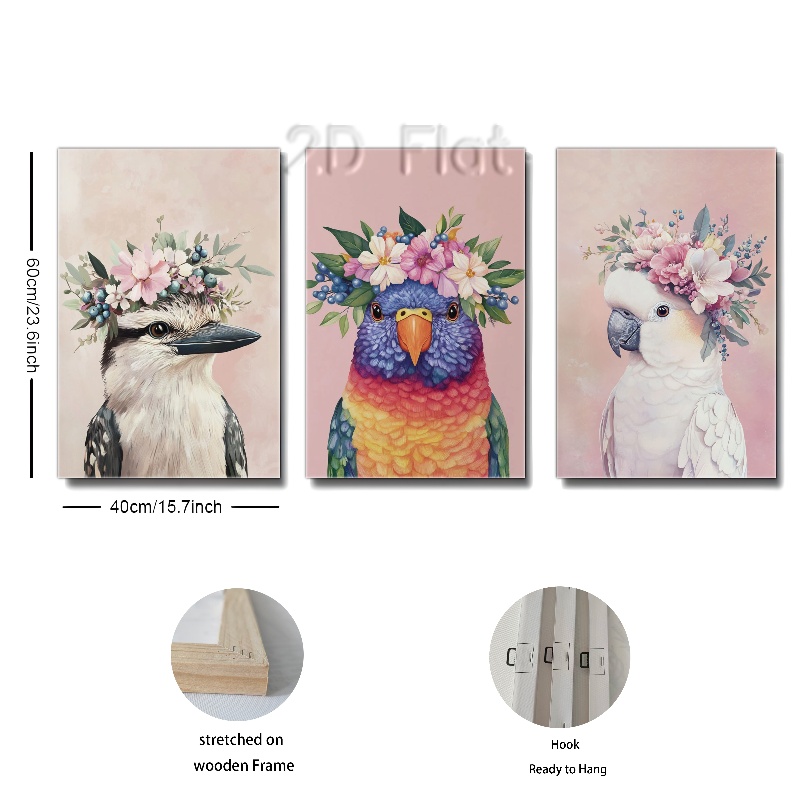 2D Flat
60cm/23.6inch
40cm/15.7inch
stretched on
wooden Frame
Hook
Ready to Hang